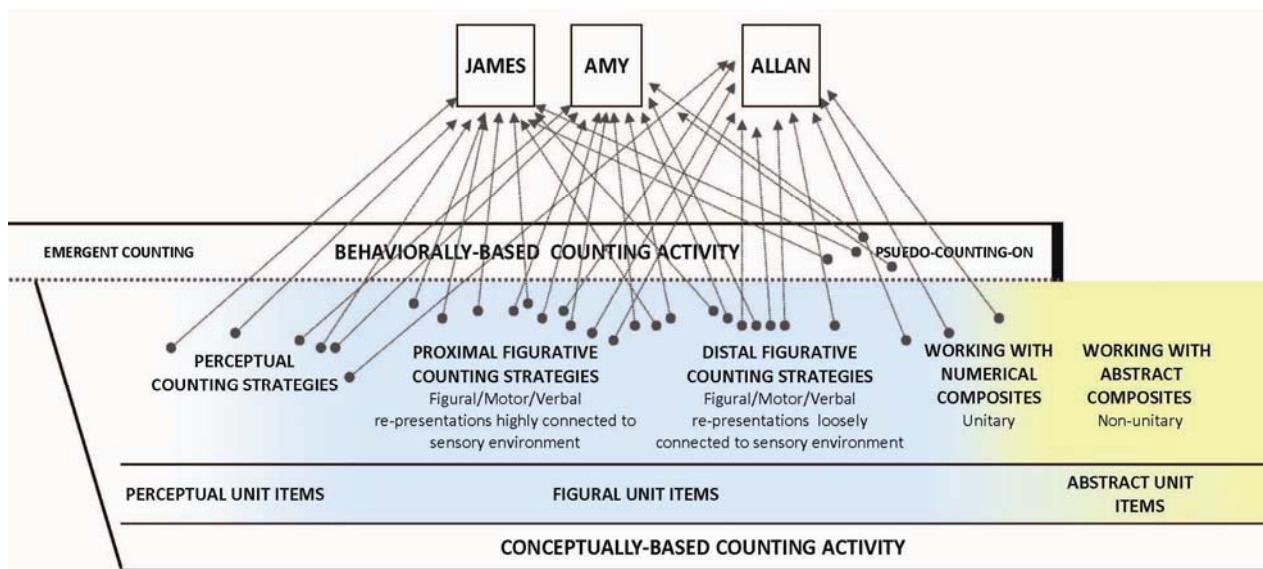 JAMES
AMY
ALLAN
EMERGENT COUNTING
BEHAVIORALLY-BASED COUNTING ACTIVITY
PSUEDO-COUNTING-ON
PERCEPTUAL
COUNTING STRATEGIES
PROXIMAL FIGURATIVE
COUNTING STRATEGIES
Figural/Motor/Verbal
re-presentations highly connected to
sensory environment
DISTAL FIGURATIVE
COUNTING STRATEGIES
Figural/Motor/Verbal
re-presentations loosely
connected to sensory environment
WORKING WITH
NUMERICAL
COMPOSITES
Unitary
WORKING WITH
ABSTRACT
COMPOSITES
Non-unitary
PERCEPTUAL UNIT ITEMS
FIGURAL UNIT ITEMS
ABSTRACT UNIT
ITEMS
CONCEPTUALLY-BASED COUNTING ACTIVITY